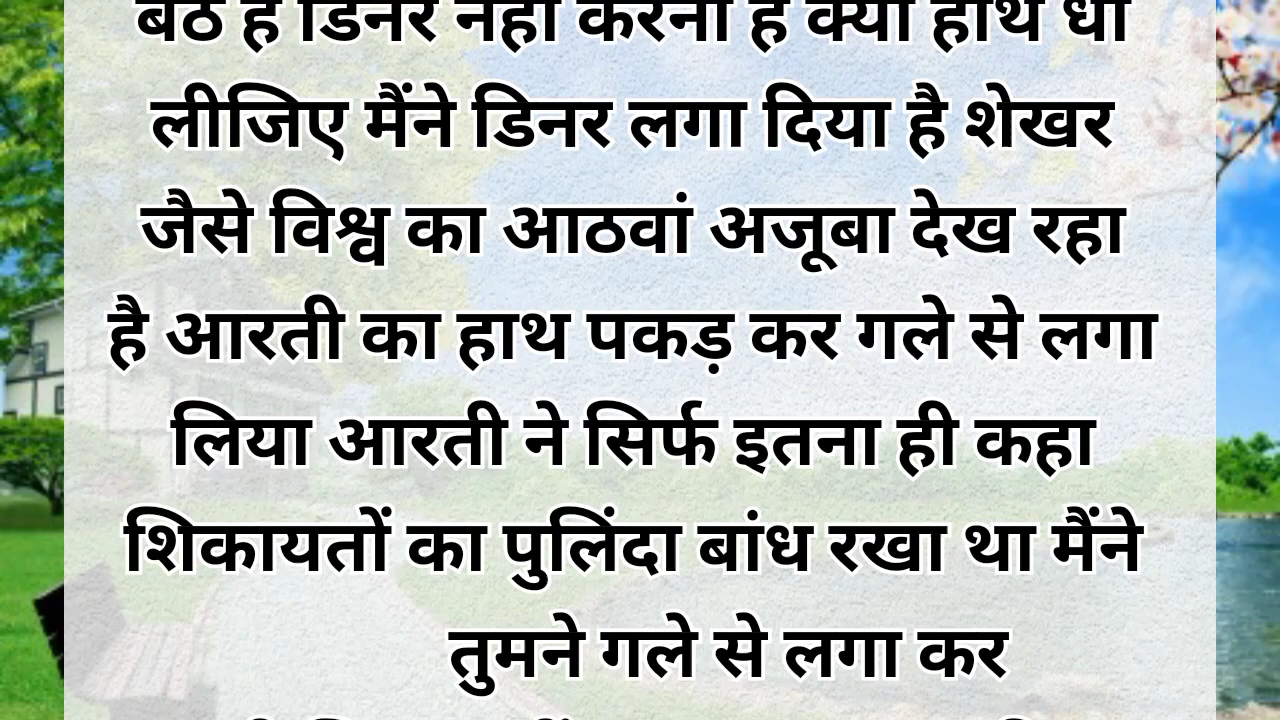 बैठे हैं डिनर नहीं करना है क्या हाथ धो
लीजिए मैंने डिनर लगा दिया है शेखर
जैसे विश्व का आठवां अजूबा देख रहा
है आरती का हाथ पकड़ कर गले से लगा
लिया आरती ने सिर्फ इतना ही कहा
शिकायतों का पुलिंदा बांध रखा था मैंने
तुमने गले से लगा कर